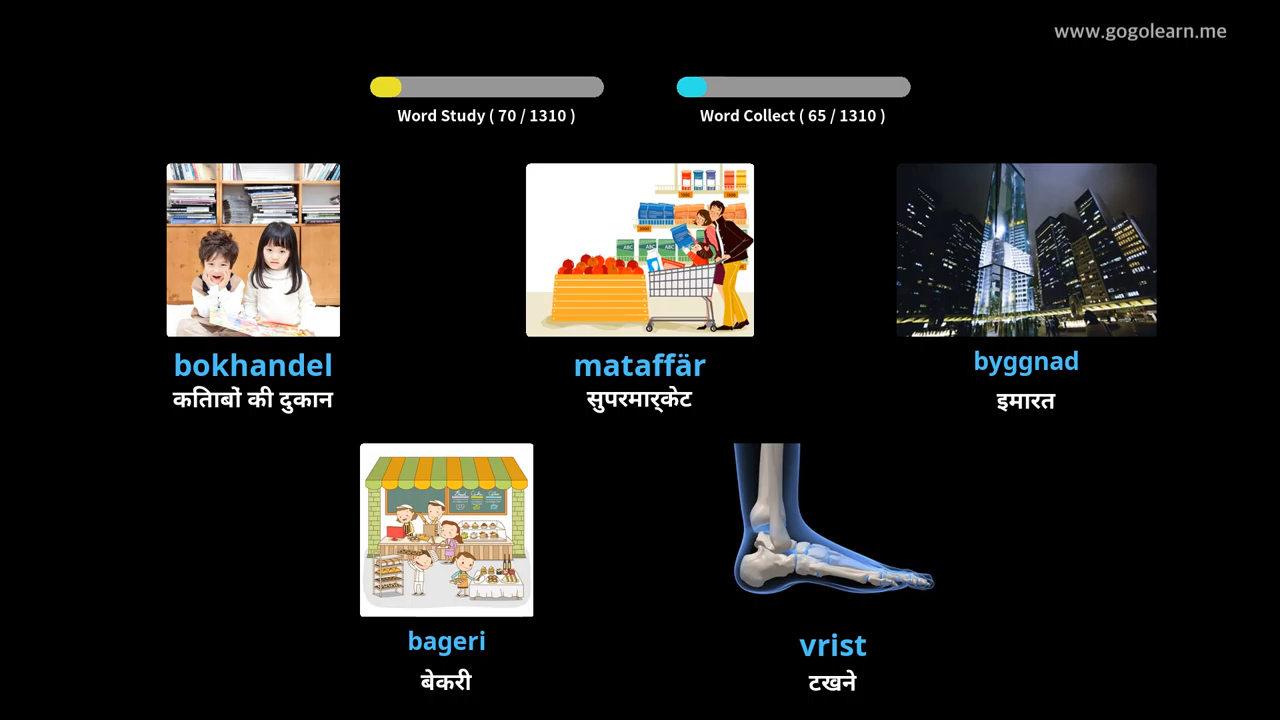 www.gogolearn.me
Word Study ( 70 / 1310 )
Word Collect ( 65 / 1310 )
bokhandel
mataffär
byggnad
कतिाबों की दुकान
सुपरमार्केट
इमारत
bageri
vrist
बेकरी
टखने